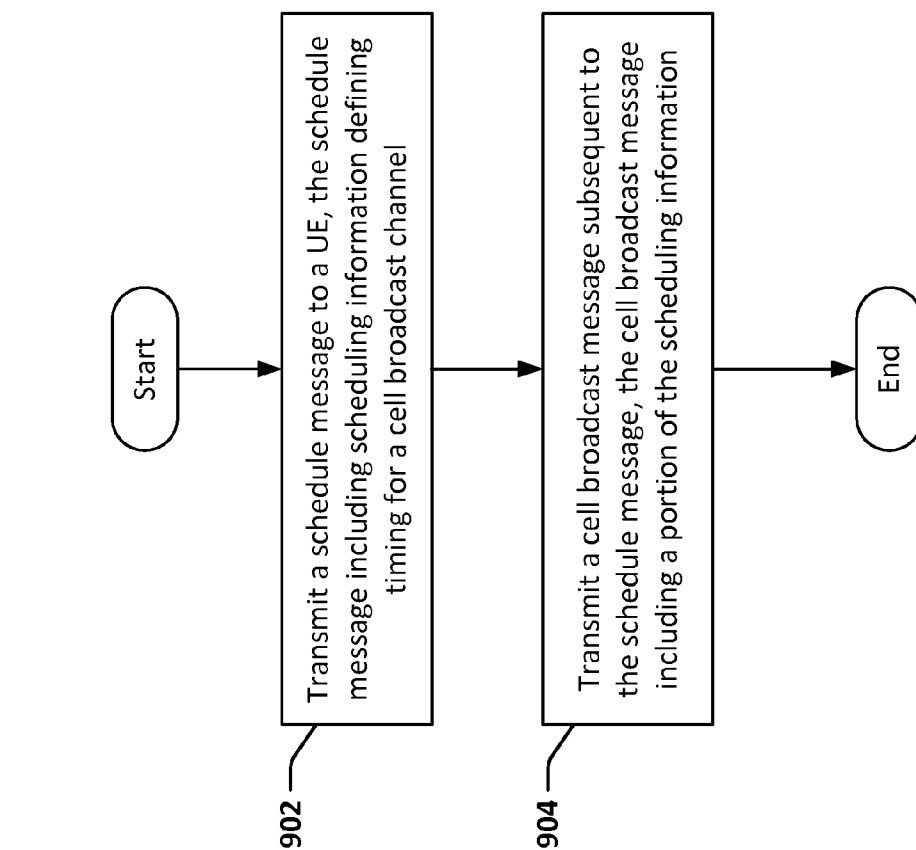 Start
902
Transmit a schedule message to a UE, the schedule
message including scheduling information defining
timing for a cell broadcast channel
904
Transmit a cell broadcast message subsequent to
the schedule message, the cell broadcast message
including a portion of the scheduling information
End